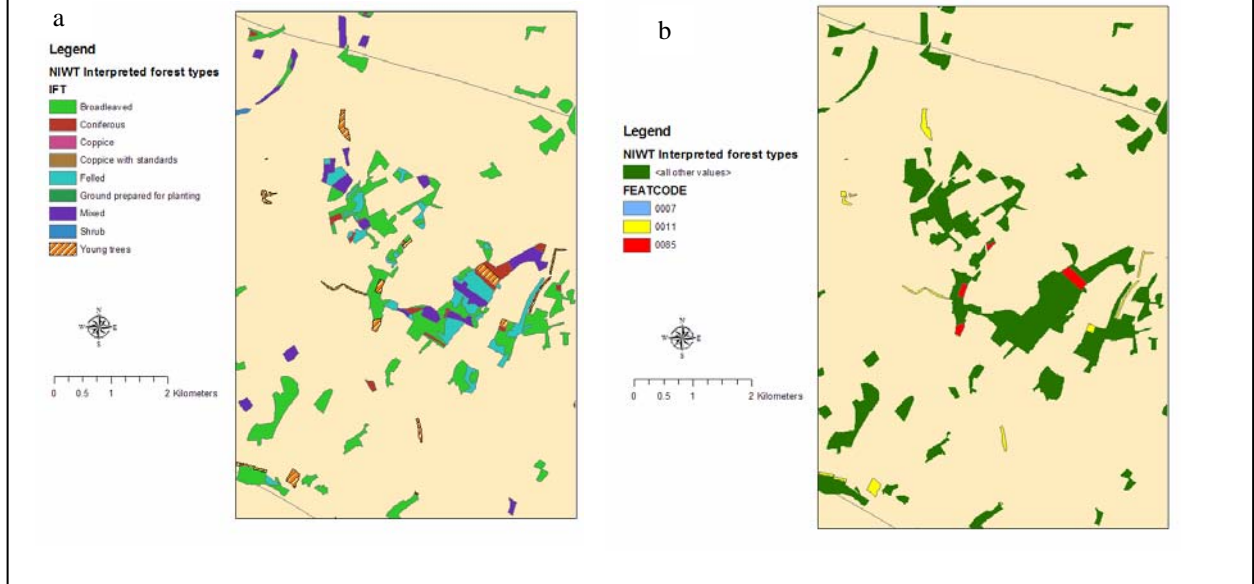 a
Legend
NIWT Interpreted forest types
IFT
Broadleaved
Coniferous
Coppice
Coppice with standards
Felled
Ground prepared for planting
Mixed
Shrub
Young trees
N
W E
S
0 0.5 1 2 Kilometers
b
Legend
NIWT Interpreted forest types
<all other values>
FEATCODE
0007
0011
0085
N
W E
S
0 0.5 1 2 Kilometers